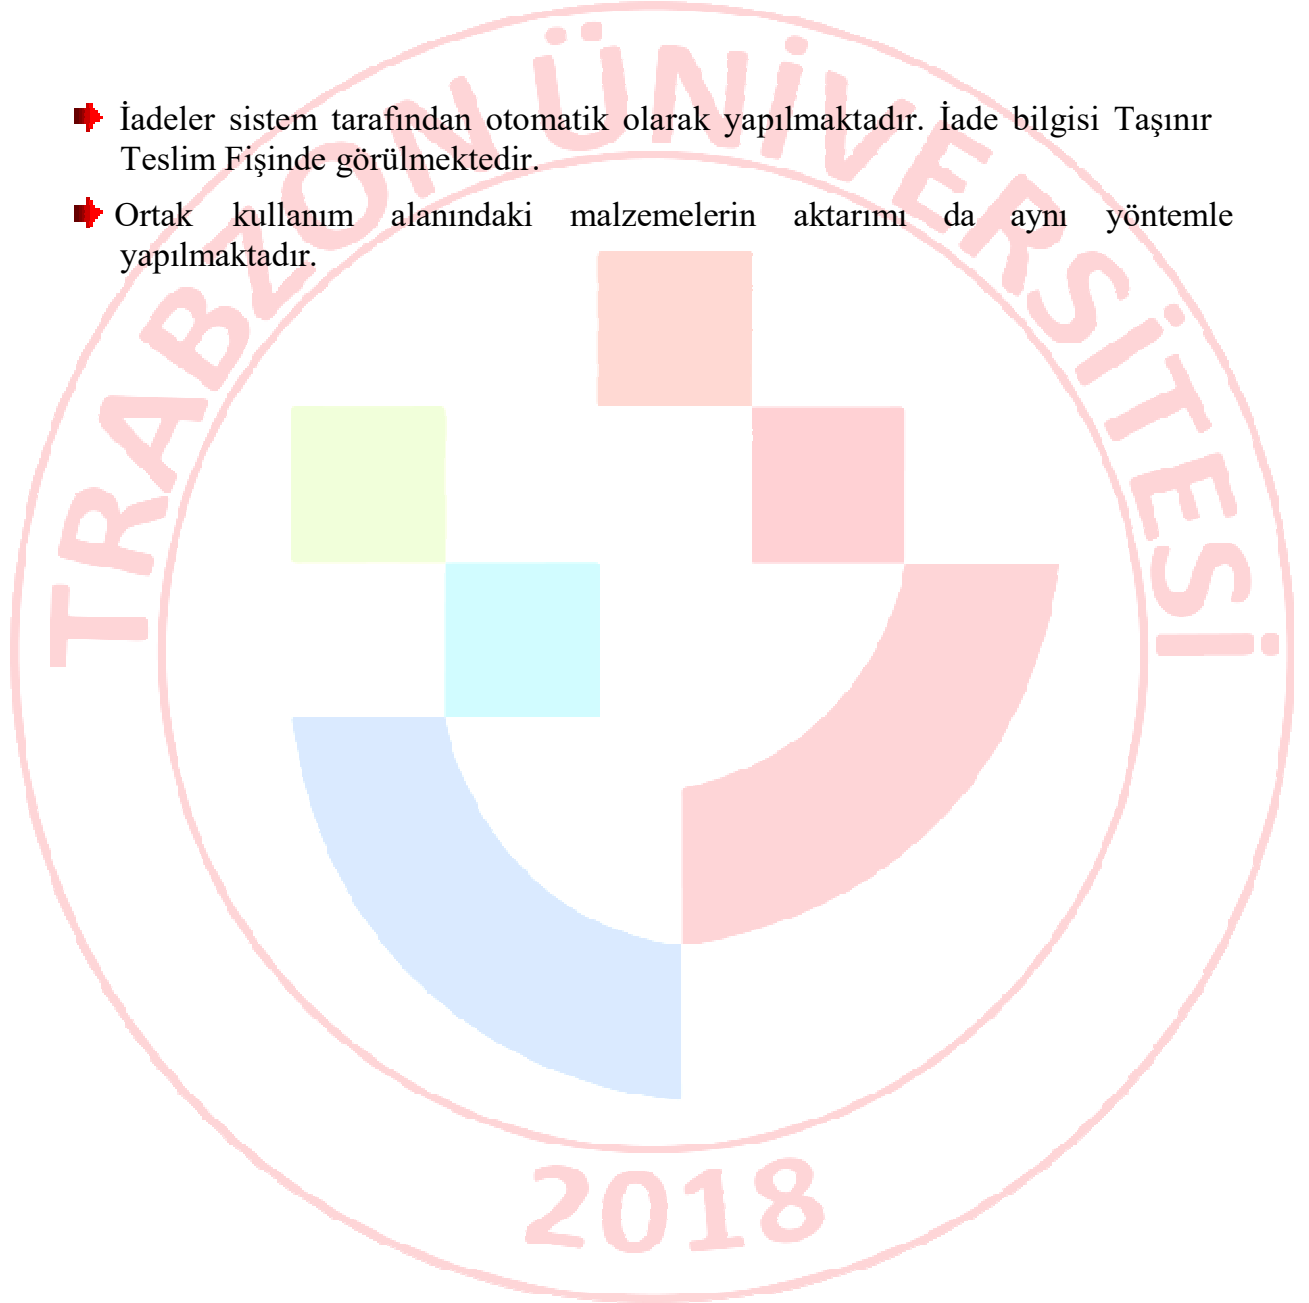 İadeler sistem tarafından otomatik olarak yapılmaktadır. İade bilgisi Taşınır
Teslim Fişinde görülmektedir.
Ortak kullanım alanındaki malzemelerin aktarımı da aynı yöntemle
yapılmaktadır.
TRABZON ÜNİVERSİTESİ
2018